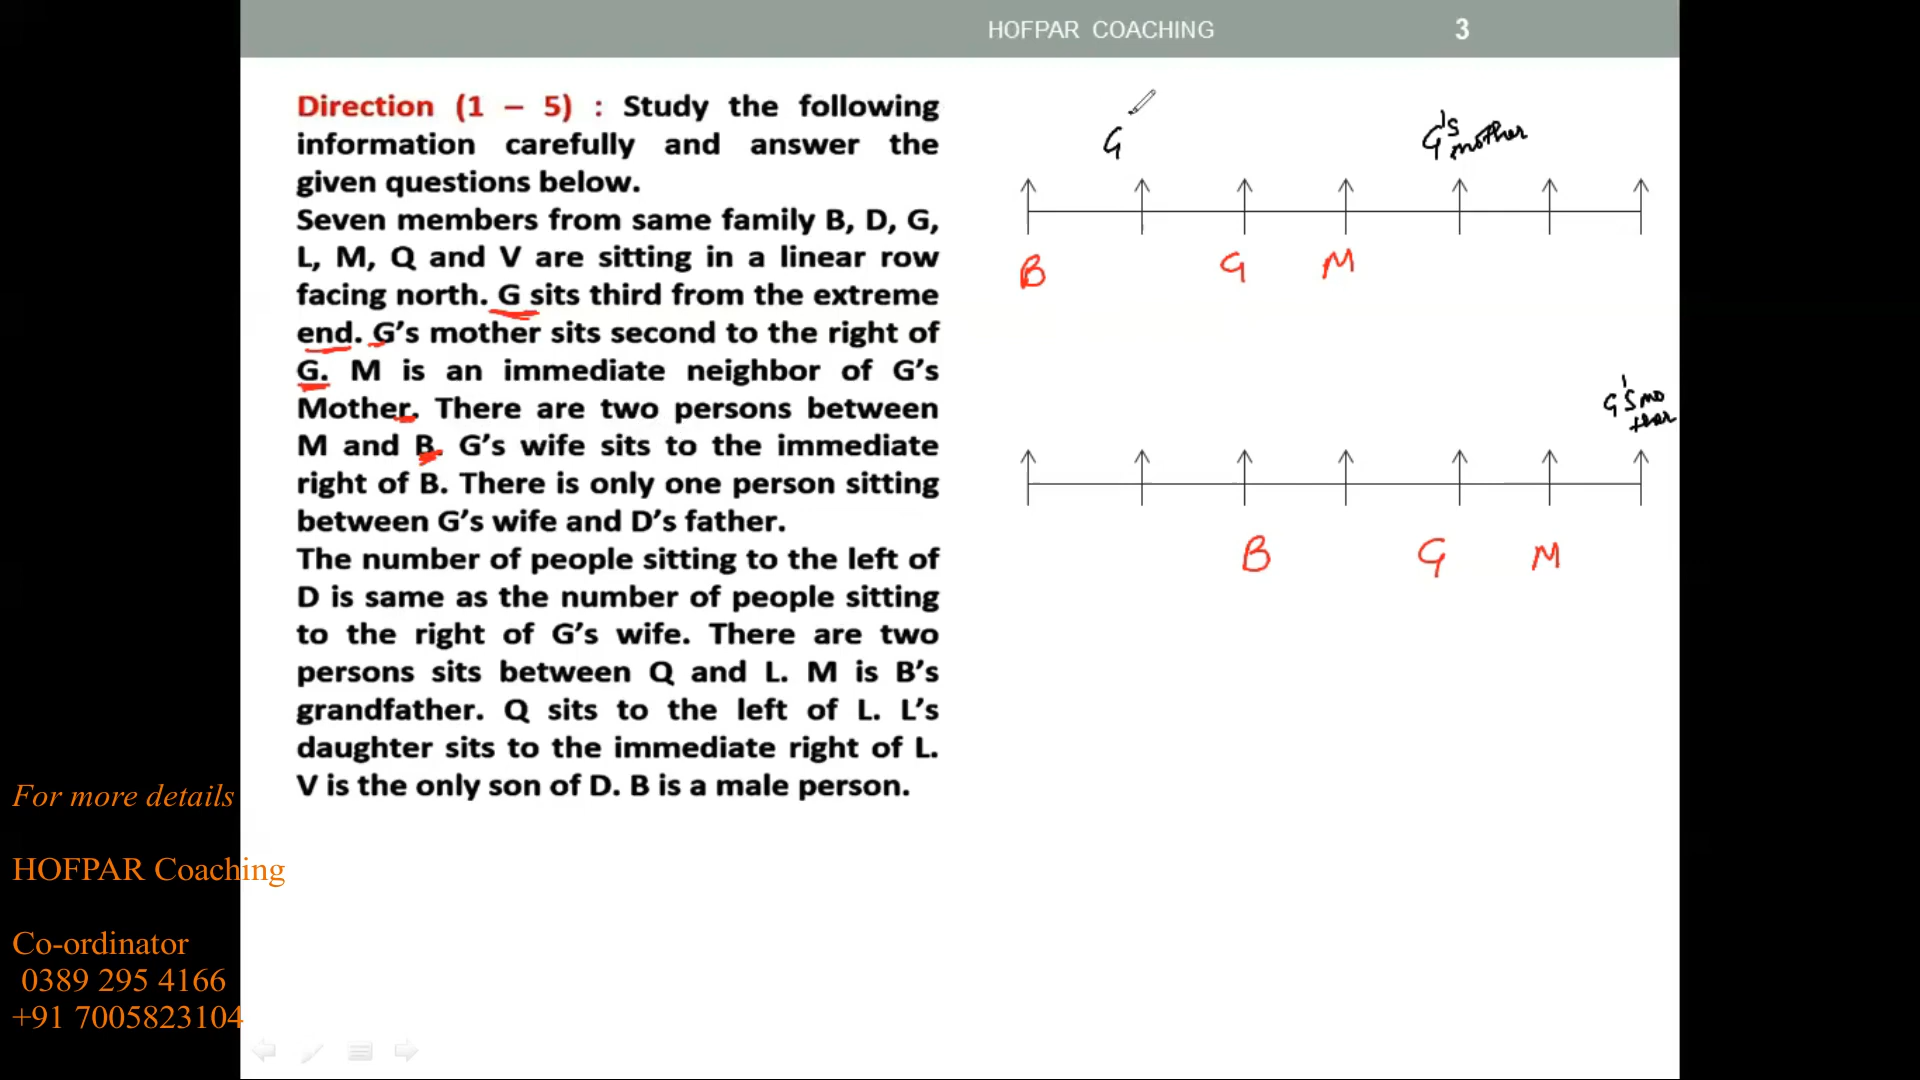 HOFPAR COACHING 3
Direction (1 – 5) : Study the following
information carefully and answer the
given questions below.
Seven members from same family B, D, G,
L, M, Q and V are sitting in a linear row
facing north. G sits third from the extreme
end. G’s mother sits second to the right of
G. M is an immediate neighbor of G’s
Mother. There are two persons between
M and B. G’s wife sits to the immediate
right of B. There is only one person sitting
between G’s wife and D’s father.
The number of people sitting to the left of
D is same as the number of people sitting
to the right of G’s wife. There are two
persons sits between Q and L. M is B’s
grandfather. Q sits to the left of L. L’s
daughter sits to the immediate right of L.
V is the only son of D. B is a male person.
G G's mother
B G M
G's mo
ther
B G M
For more details
HOFPAR Coaching
Co-ordinator
0389 295 4166
+91 7005823104